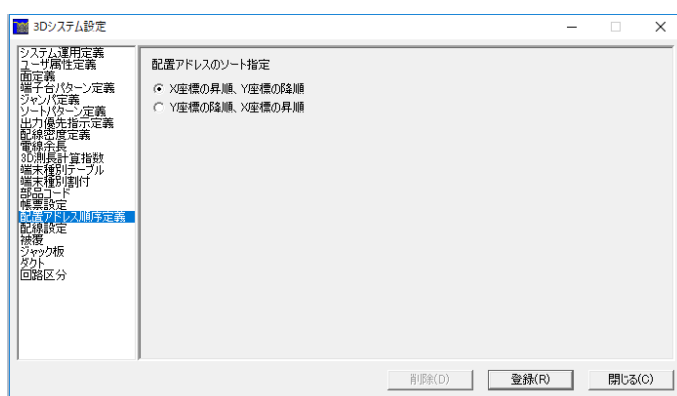 3Dシステム設定
システム運用定義
ユーザ属性定義
面定義
端子台パターン定義
ジャンパ定義
ソートパターン定義
出力優先指示定義
配線密度定義
電線余長
3D測長計算指数
端末種別テーブル
端末種別割付
部品コード
帳票設定
配置アドレス順序定義
配線設定
被覆
ジャック板
ダクト
回路区分
配置アドレスのソート指定
X座標の昇順、Y座標の降順
Y座標の降順、X座標の昇順
削除(D)
登録(R)
閉じる(C)